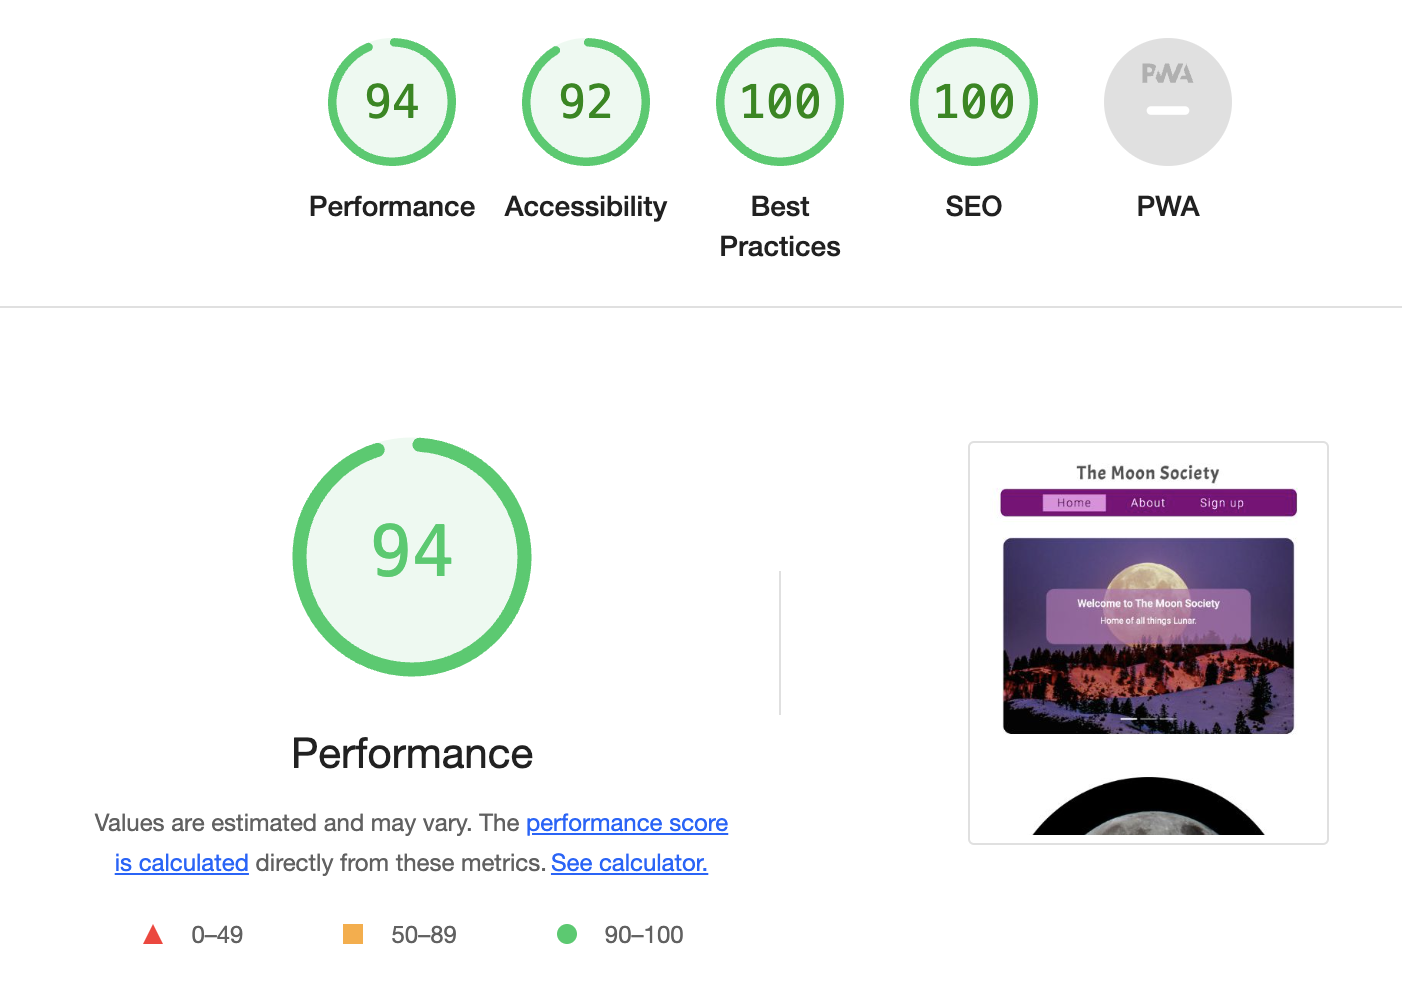 94
92
100
100
PWA
Performance
Accessibility
Best
Practices
SEO
PWA
94
Performance
Values are estimated and may vary. The performance score
is calculated directly from these metrics. See calculator.
0–49
50–89
90–100
The Moon Society
Home
About
Sign up
Welcome to The Moon Society
Home of all things Lunar.